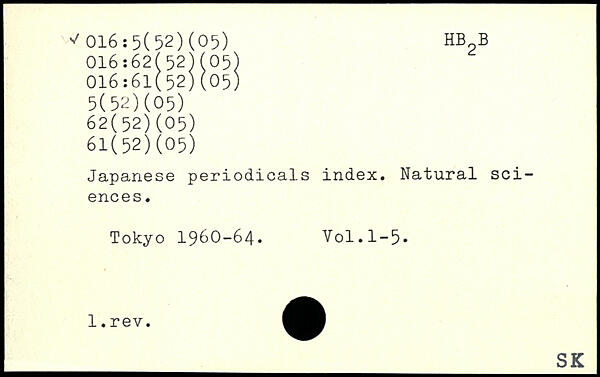 ✓ 016:5(52)(05) HB₂B
016:62(52)(05)
016:61(52)(05)
5(52)(05)
62(52)(05)
61(52)(05)
Japanese periodicals index. Natural sci-
ences.
Tokyo 1960-64. Vol.1-5.
1.rev.
SK